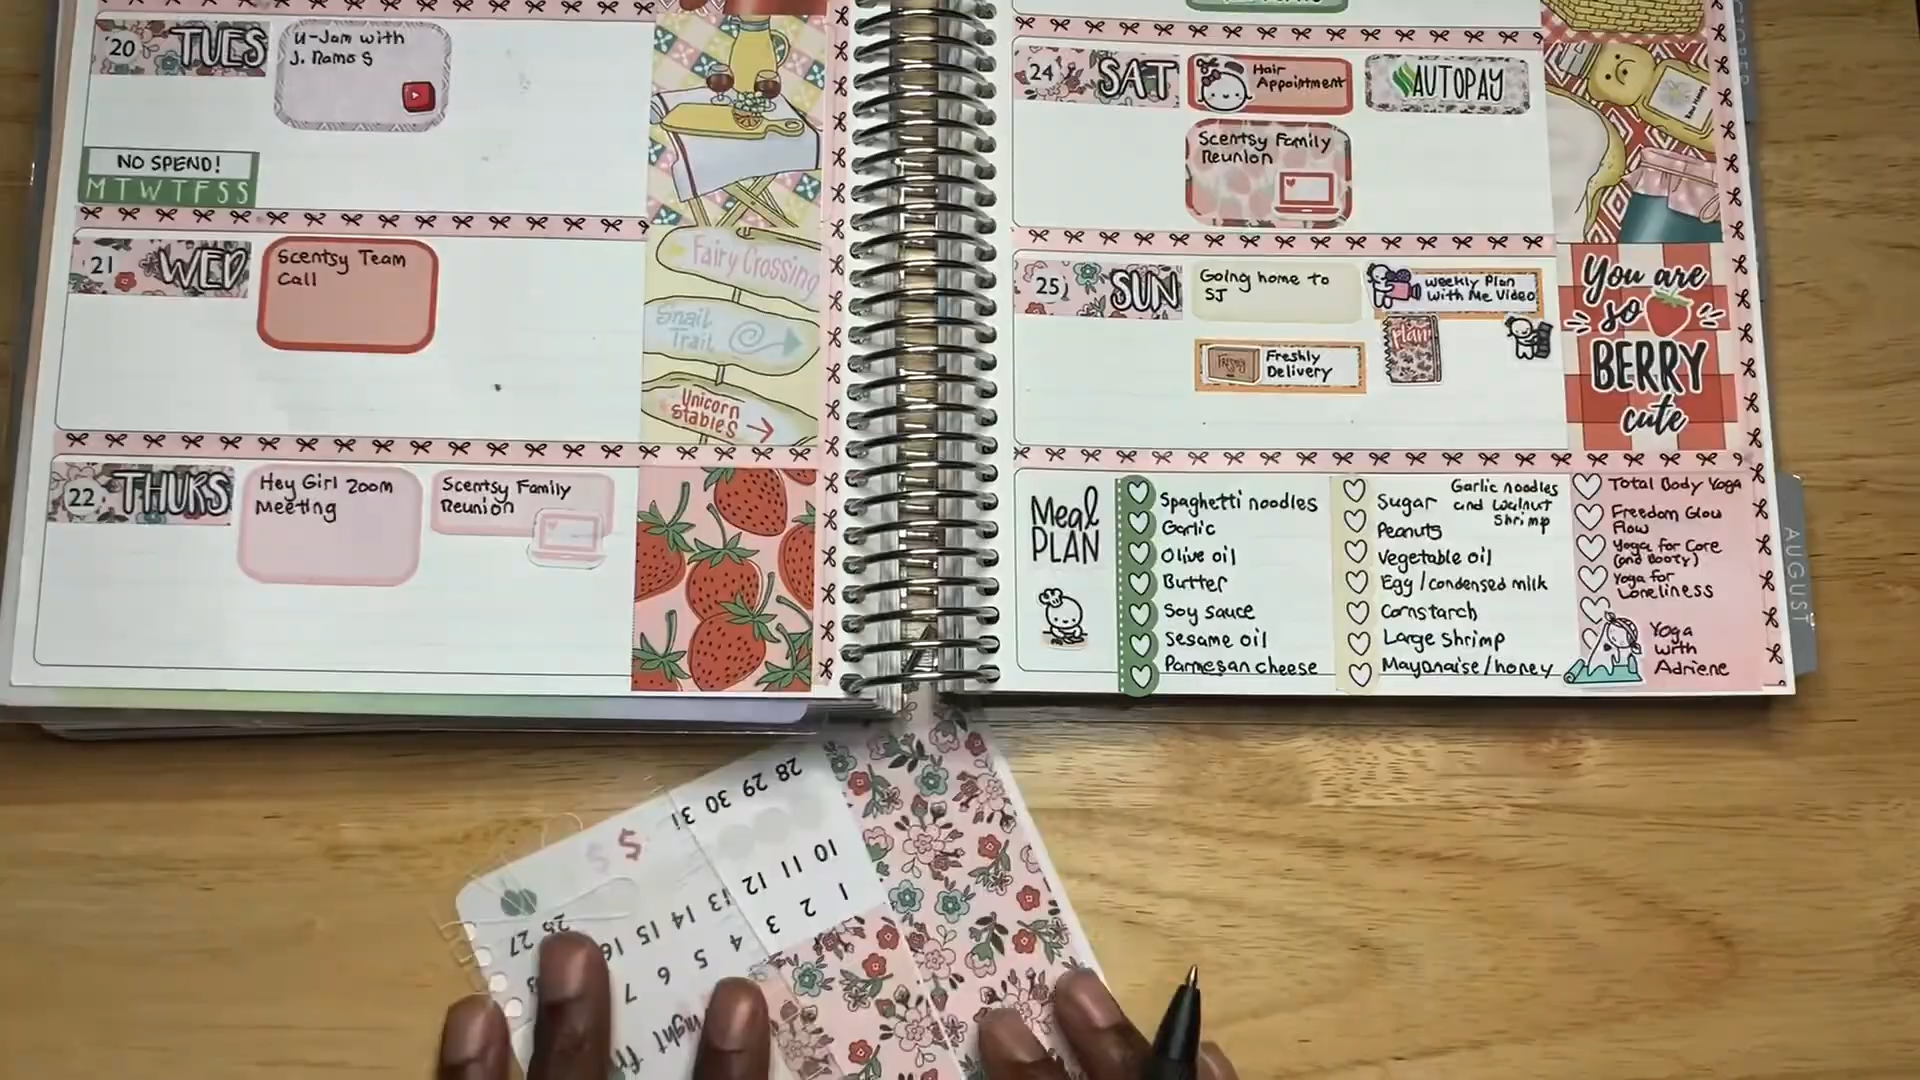 20 TUES
U-Jam with
J. Ramos
NO SPEND!
M T W T F S S
21 WED
Scentsy Team
Call
22 THURS
Hey Girl Zoom
Meeting
Scentsy Family
Reunion
Fairy Crossing
Snail
Trail
Unicorn
Stables
24 SAT
Hair
Appointment
AUTOPAY
Scentsy Family
Reunion
25 SUN
Going home to
SJ
Weekly Plan
With Me Video
Plan
FRESHLY
Freshly
Delivery
You are
so
BERRY
cute
Meal
PLAN
Spaghetti noodles
Garlic
Olive oil
Butter
Soy sauce
Sesame oil
Parmesan cheese
Garlic noodles
and walnut
shrimp
Sugar
Peanuts
Vegetable oil
Egg / condensed milk
Cornstarch
Large shrimp
Mayonaise / honey
Total Body Yoga
Freedom Glow
Flow
Yoga for Core
(and Booty)
Yoga for
Loneliness
Yoga
with
Adriene
AUGUST
28 29 30 31
$ $
10 11 12
13 14 15 16
1 2 3
4 5 6 7
27